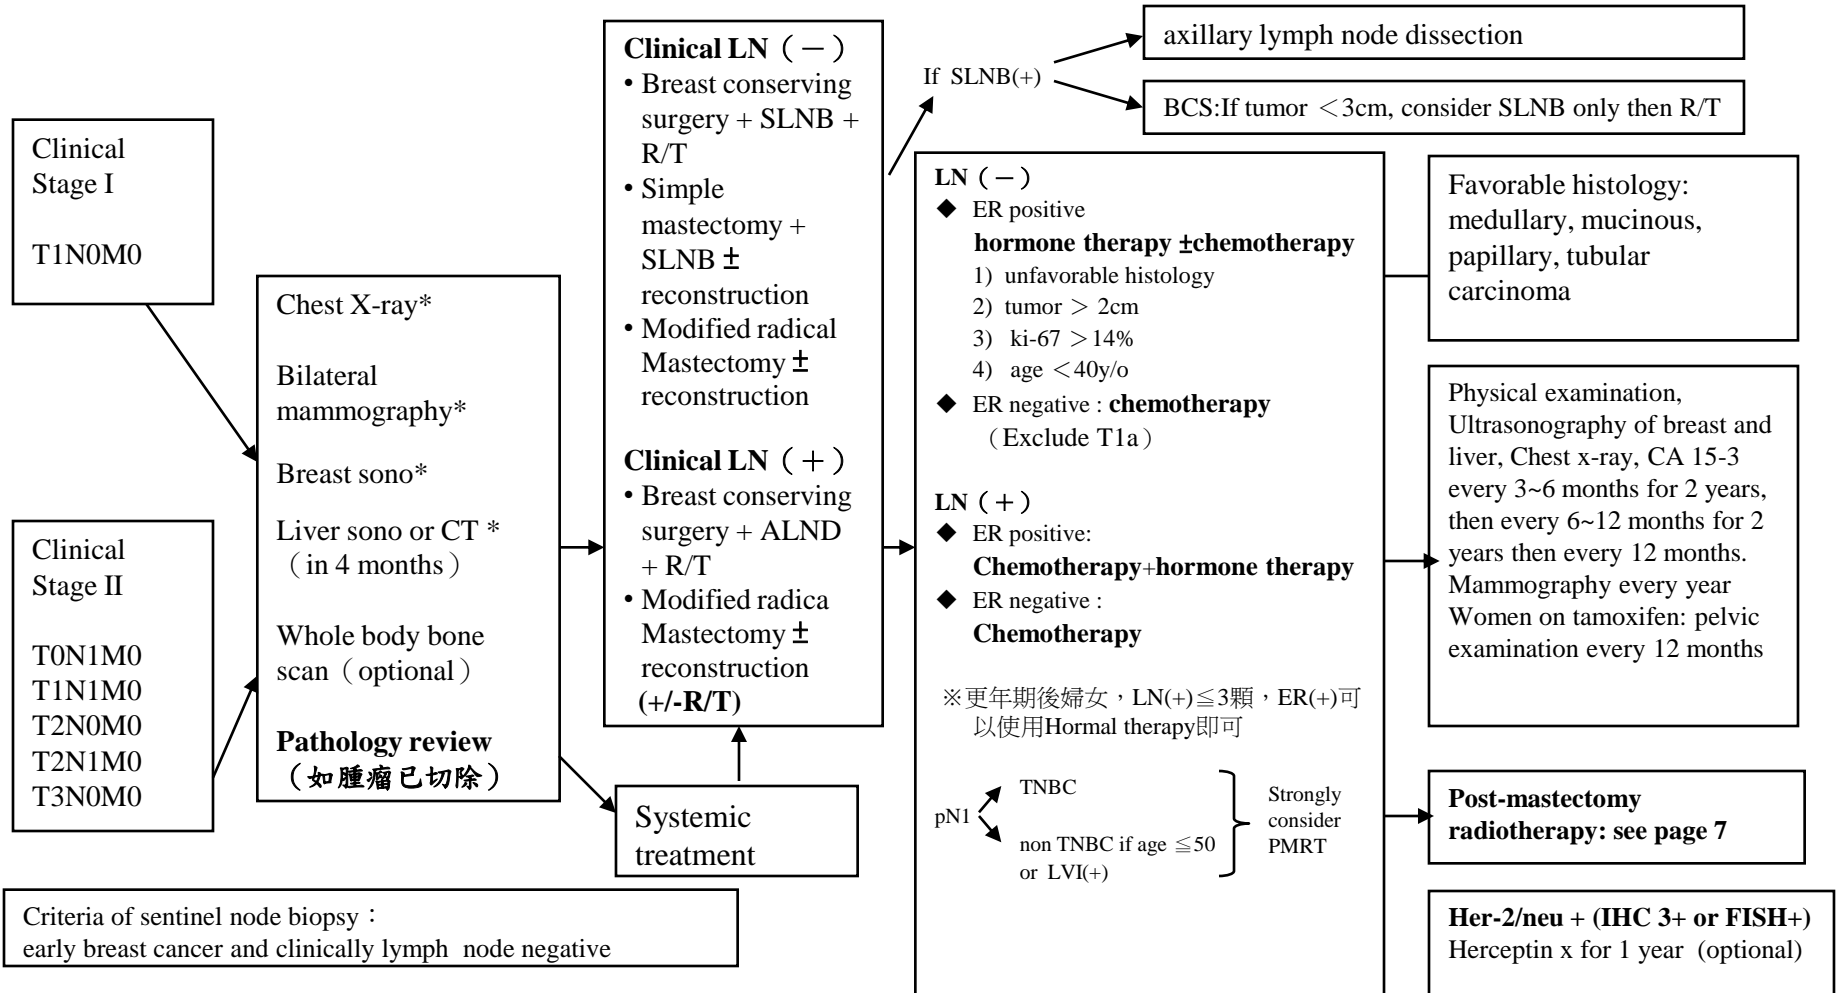 Clinical
Stage I
T1N0M0
Clinical
Stage II
T0N1M0
T1N1M0
T2N0M0
T2N1M0
T3N0M0
Chest X-ray*
Bilateral
mammography*
Breast sono*
Liver sono or CT *
（in 4 months）
Whole body bone
scan（optional）
Pathology review
（如腫瘤已切除）
Clinical LN（－）
• Breast conserving
surgery + SLNB +
R/T
• Simple
mastectomy +
SLNB ±
reconstruction
• Modified radical
Mastectomy ±
reconstruction
Clinical LN（＋）
• Breast conserving
surgery + ALND
+ R/T
• Modified radica
Mastectomy ±
reconstruction
(+/-R/T)
Systemic
treatment
Criteria of sentinel node biopsy：
early breast cancer and clinically lymph node negative
If SLNB(+)
axillary lymph node dissection
BCS:If tumor ＜3cm, consider SLNB only then R/T
LN（－）
◆ ER positive
hormone therapy ±chemotherapy
1) unfavorable histology
2) tumor＞2cm
3) ki-67＞14%
4) age＜40y/o
◆ ER negative : chemotherapy
（Exclude T1a）
LN（＋）
◆ ER positive:
Chemotherapy+hormone therapy
◆ ER negative :
Chemotherapy
※更年期後婦女，LN(+)≦3顆，ER(+)可
以使用Hormal therapy即可
pN1
TNBC
non TNBC if age ≦50
or LVI(+)
Strongly
consider
PMRT
Favorable histology:
medullary, mucinous,
papillary, tubular
carcinoma
Physical examination,
Ultrasonography of breast and
liver, Chest x-ray, CA 15-3
every 3~6 months for 2 years,
then every 6~12 months for 2
years then every 12 months.
Mammography every year
Women on tamoxifen: pelvic
examination every 12 months
Post-mastectomy
radiotherapy: see page 7
Her-2/neu + (IHC 3+ or FISH+)
Herceptin x for 1 year (optional)